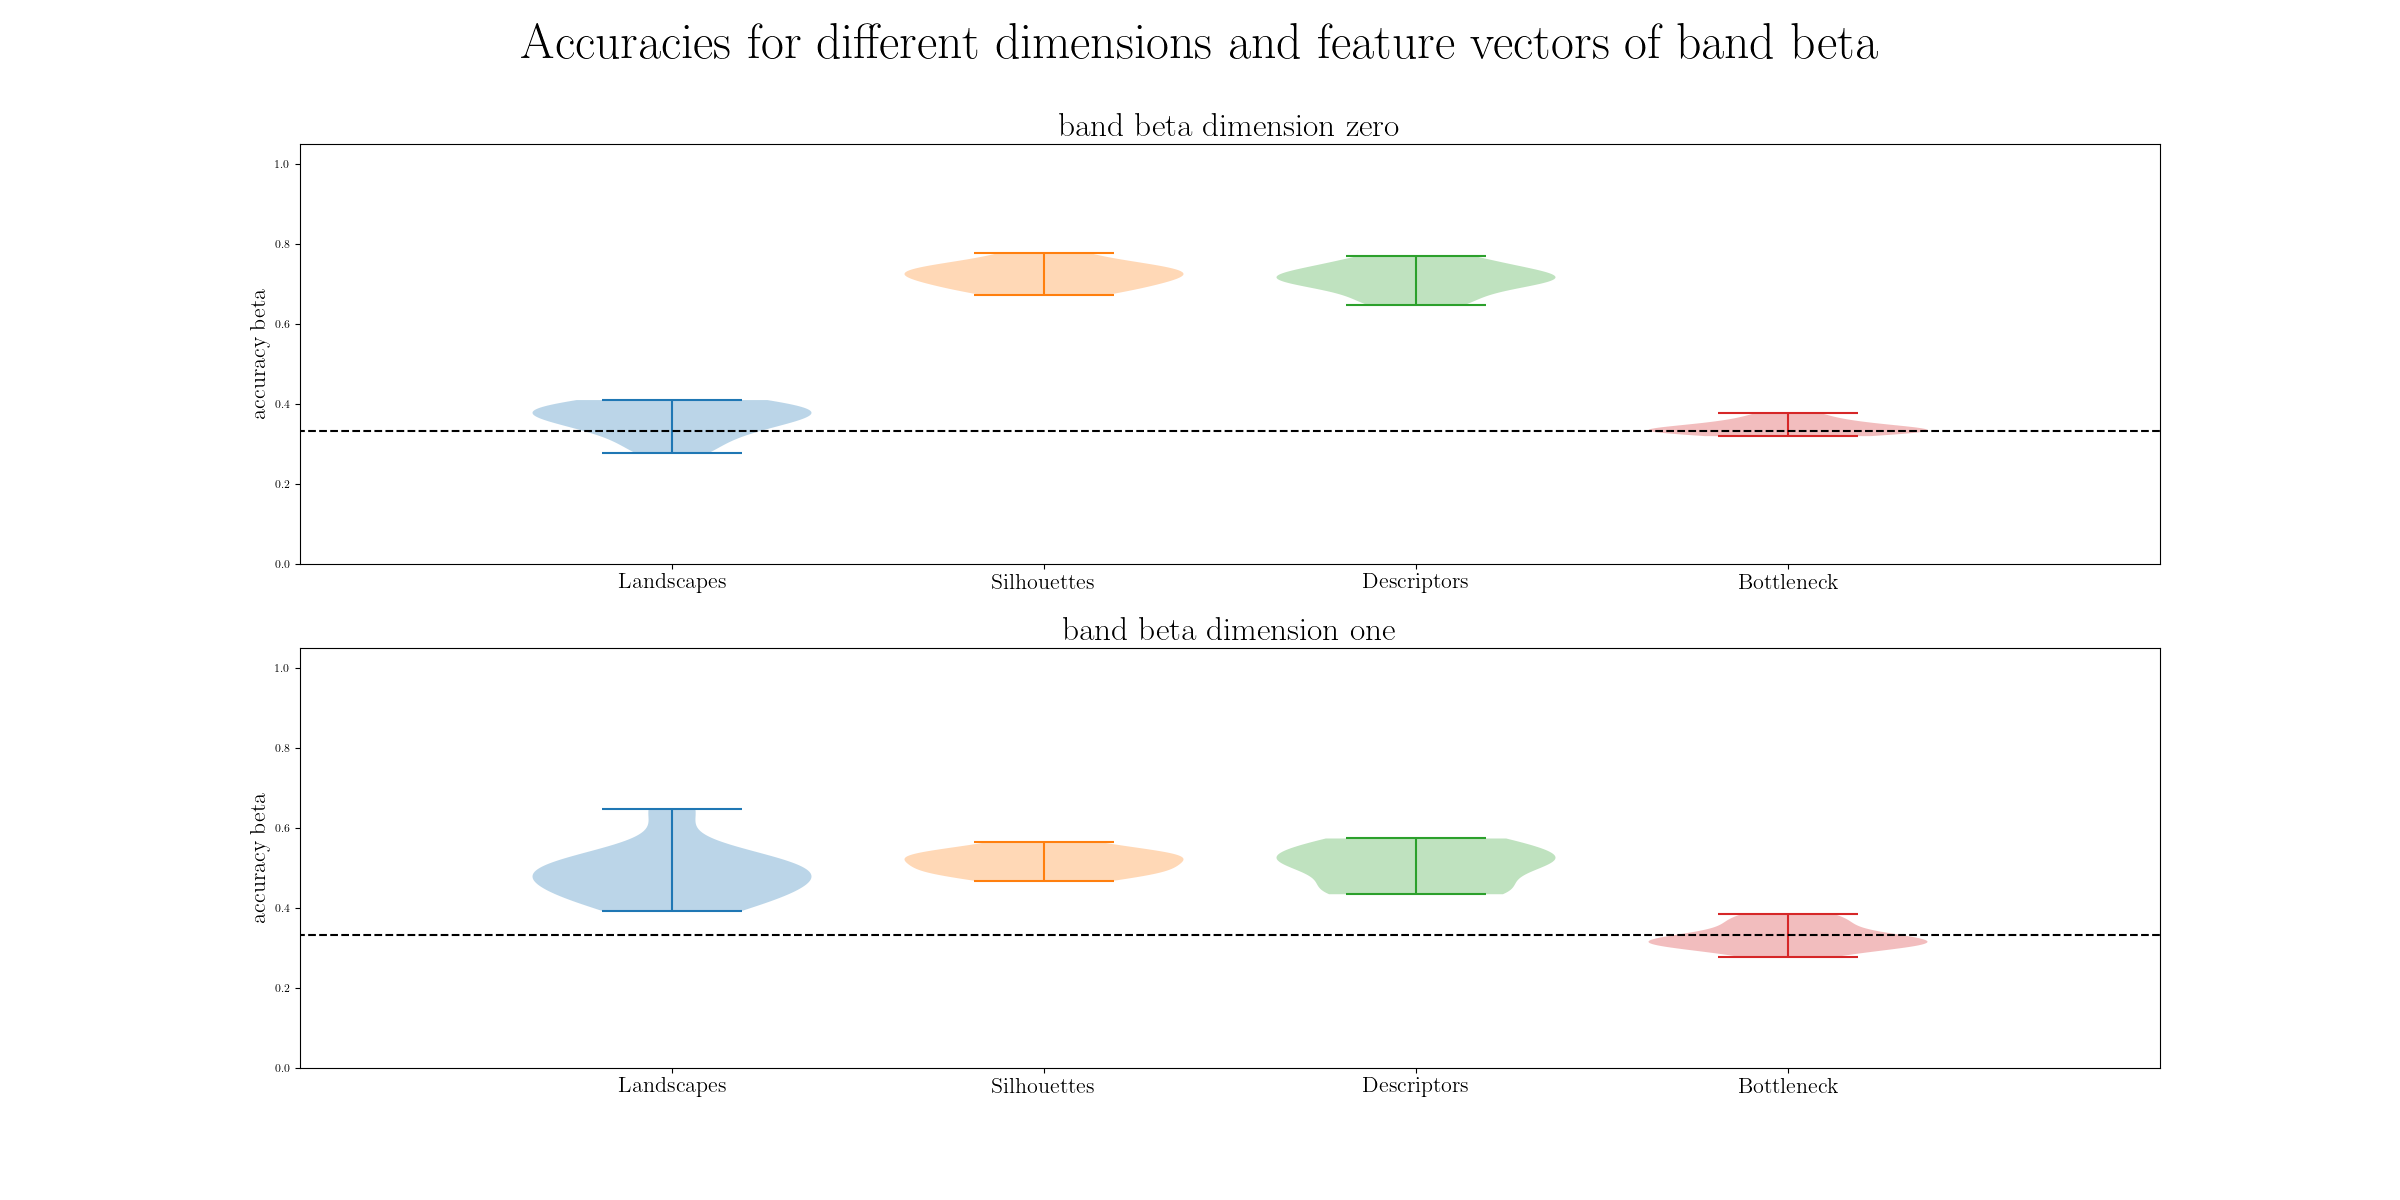 Accuracies for different dimensions and feature vectors of band beta
band beta dimension zero
1.0
0.8
0.6
0.4
0.2
0.0
accuracy beta
Landscapes Silhouettes Descriptors Bottleneck
band beta dimension one
1.0
0.8
0.6
0.4
0.2
0.0
accuracy beta
Landscapes Silhouettes Descriptors Bottleneck